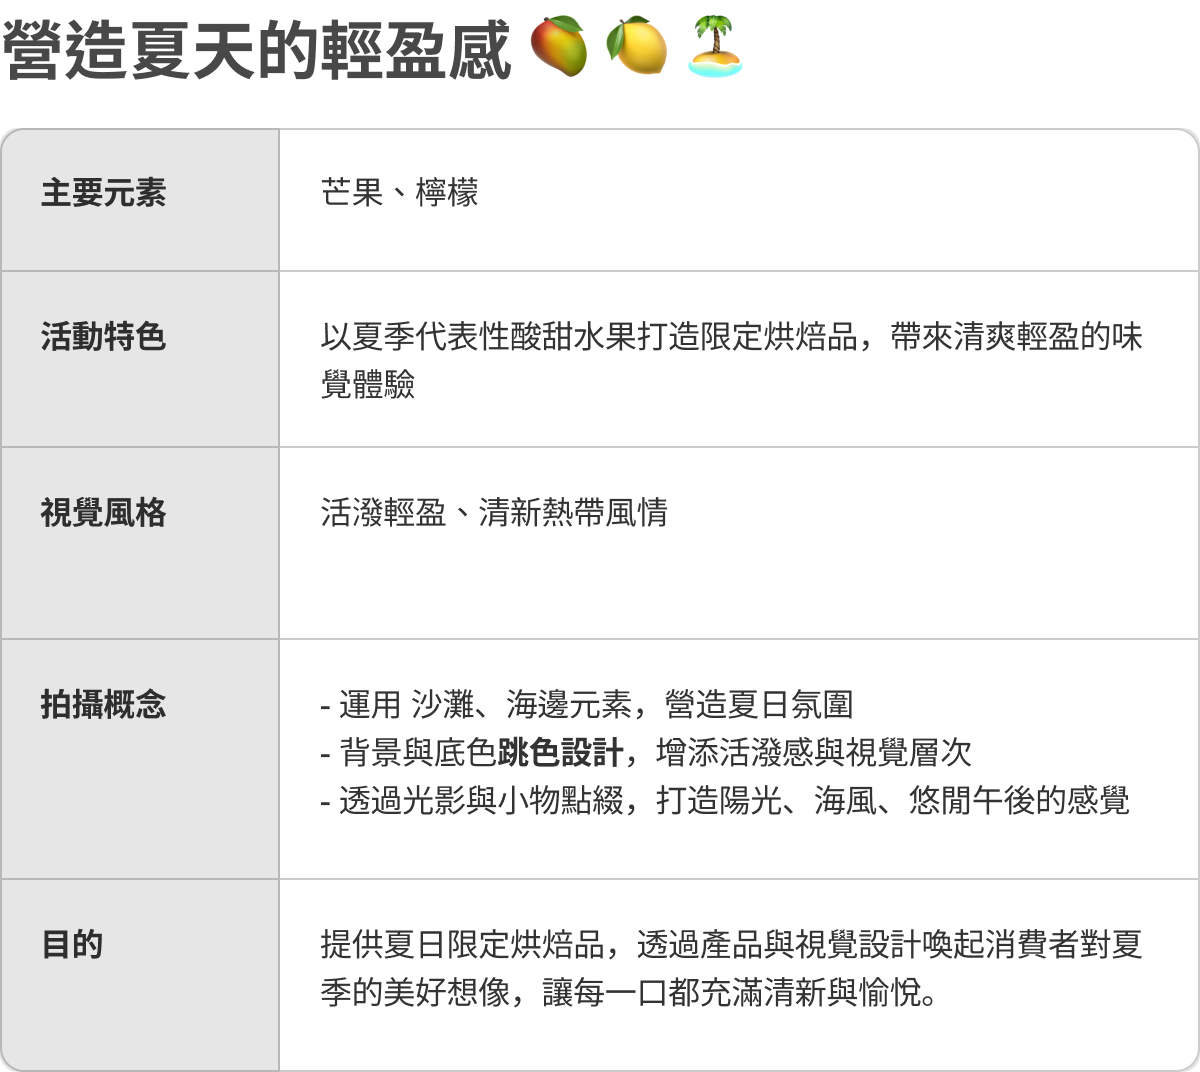 營造夏天的輕盈感 🥭 🍋 🏝️
主要元素
芒果、檸檬
活動特色
以夏季代表性酸甜水果打造限定烘焙品，帶來清爽輕盈的味
覺體驗
視覺風格
活潑輕盈、清新熱帶風情
拍攝概念
- 運用 沙灘、海邊元素，營造夏日氛圍
- 背景與底色跳色設計，增添活潑感與視覺層次
- 透過光影與小物點綴，打造陽光、海風、悠閒午後的感覺
目的
提供夏日限定烘焙品，透過產品與視覺設計喚起消費者對夏
季的美好想像，讓每一口都充滿清新與愉悅。